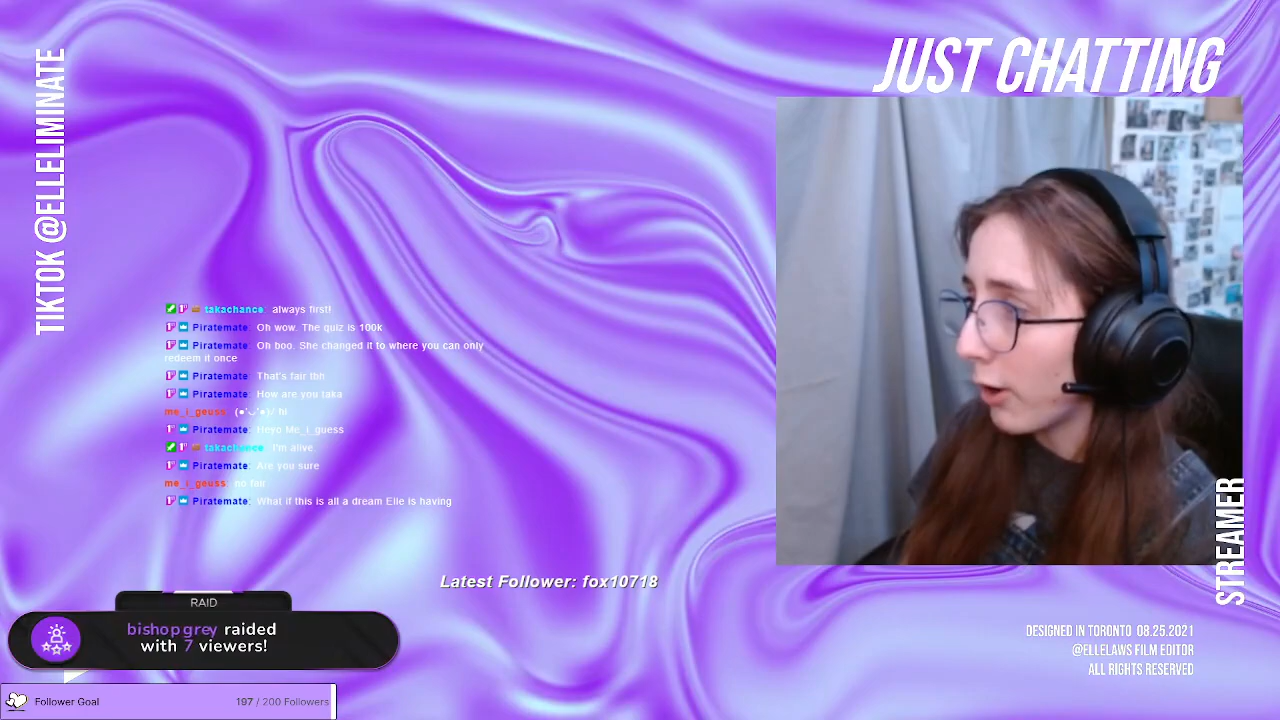 JUST CHATTING
TIKTOK @ELLELIMINATE
takachance: always first!
Piratemate: Oh wow. The quiz is 100k
Piratemate: Oh boo. She changed it to where you can only
redeem it once
Piratemate: That's fair tbh
Piratemate: How are you taka
me_i_geuss: (●'◡'●)/ hi
Piratemate: Heyo Me_i_guess
takachance: I'm alive.
Piratemate: Are you sure
me_i_geuss: no fair.
Piratemate: What if this is all a dream Elle is having
STREAMER
Latest Follower: fox10718
RAID
bishopgrey raided
with 7 viewers!
DESIGNED IN TORONTO 08.25.2021
@ELLELAWS FILM EDITOR
ALL RIGHTS RESERVED
Follower Goal 197 / 200 Followers